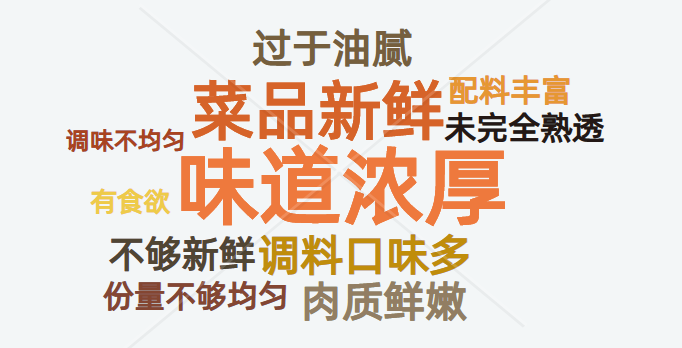 过于油腻
菜品新鲜
配料丰富
调味不均匀
未完全熟透
味道浓厚
有食欲
不够新鲜
调料口味多
份量不够均匀
肉质鲜嫩